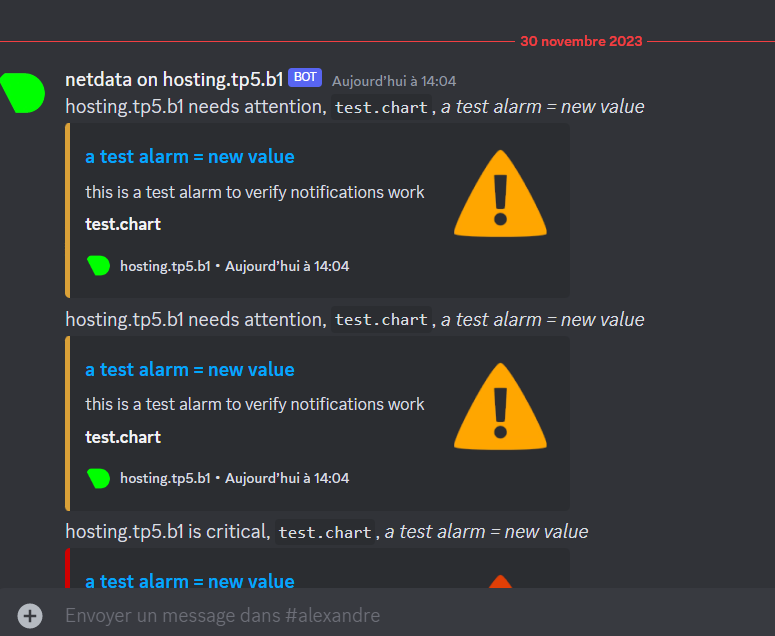 30 novembre 2023
netdata on hosting.tp5.b1 BOT Aujourd'hui à 14:04
hosting.tp5.b1 needs attention, test.chart, a test alarm = new value
a test alarm = new value
this is a test alarm to verify notifications work
test.chart
hosting.tp5.b1 • Aujourd'hui à 14:04
hosting.tp5.b1 needs attention, test.chart, a test alarm = new value
a test alarm = new value
this is a test alarm to verify notifications work
test.chart
hosting.tp5.b1 • Aujourd'hui à 14:04
hosting.tp5.b1 is critical, test.chart, a test alarm = new value
a test alarm = new value
Envoyer un message dans #alexandre